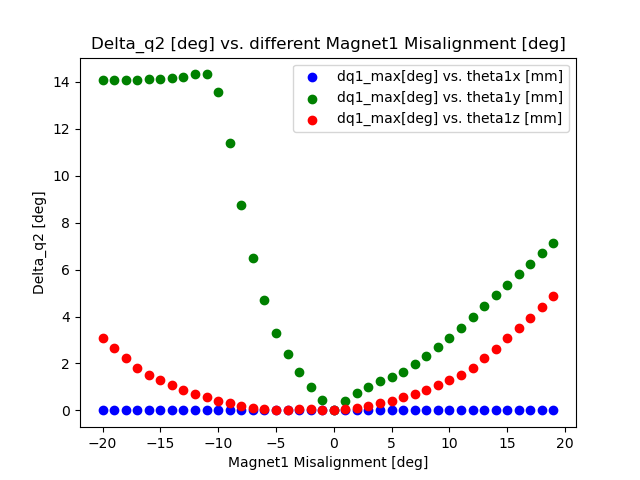 Delta_q2 [deg] vs. different Magnet1 Misalignment [deg]
dq1_max[deg] vs. theta1x [mm]
dq1_max[deg] vs. theta1y [mm]
dq1_max[deg] vs. theta1z [mm]
Delta_q2 [deg]
14
12
10
8
6
4
2
0
−20 −15 −10 −5 0 5 10 15 20
Magnet1 Misalignment [deg]